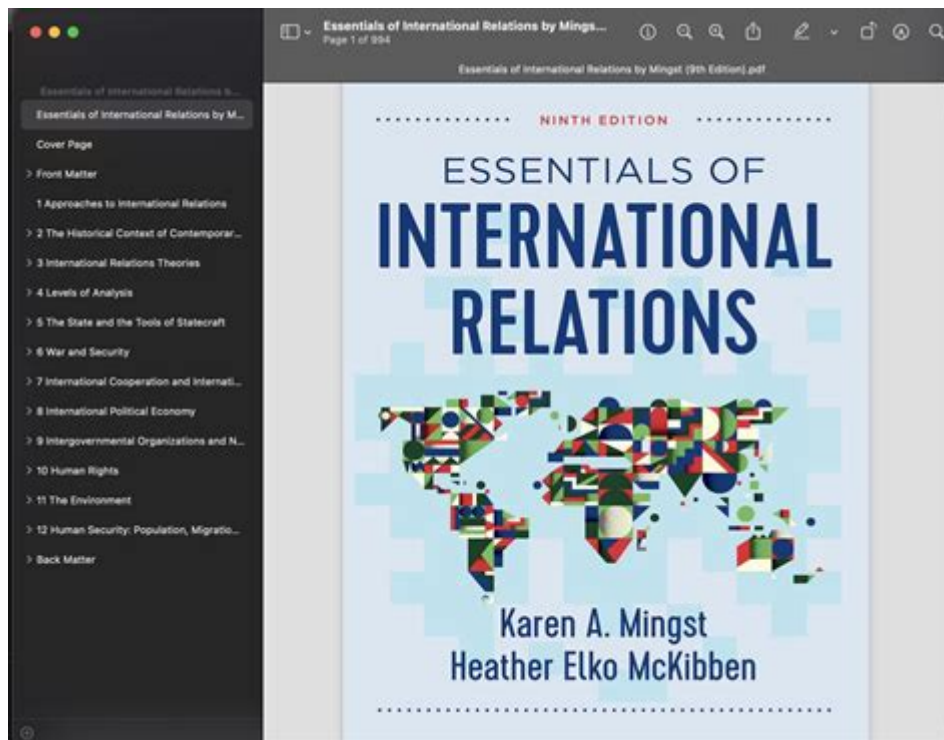 Essentials of International Relations by Mings...
Page 1 of 994
Essentials of International Relations by Mingst (9th Edition).pdf
Essentials of International Relations b...
Essentials of International Relations by M...
Cover Page
Front Matter
1 Approaches to International Relations
2 The Historical Context of Contemporar...
3 International Relations Theories
4 Levels of Analysis
5 The State and the Tools of Statecraft
6 War and Security
7 International Cooperation and Internati...
8 International Political Economy
9 Intergovernmental Organizations and N...
10 Human Rights
11 The Environment
12 Human Security: Population, Migratio...
Back Matter
NINTH EDITION
ESSENTIALS OF
INTERNATIONAL
RELATIONS
Karen A. Mingst
Heather Elko McKibben